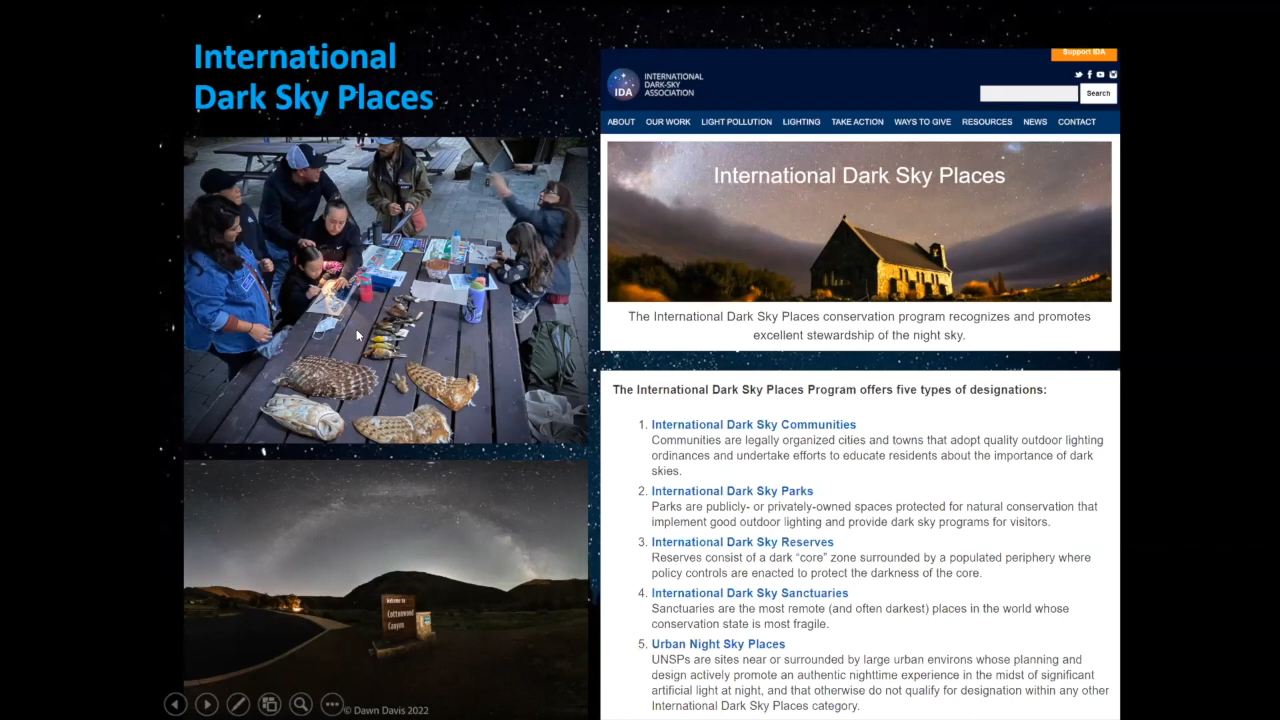 International
Dark Sky Places
Support IDA
IDA
INTERNATIONAL
DARK-SKY
ASSOCIATION
Search
ABOUT OUR WORK LIGHT POLLUTION LIGHTING TAKE ACTION WAYS TO GIVE RESOURCES NEWS CONTACT
International Dark Sky Places
The International Dark Sky Places conservation program recognizes and promotes
excellent stewardship of the night sky.
The International Dark Sky Places Program offers five types of designations:
1. International Dark Sky Communities
Communities are legally organized cities and towns that adopt quality outdoor lighting
ordinances and undertake efforts to educate residents about the importance of dark
skies.
2. International Dark Sky Parks
Parks are publicly- or privately-owned spaces protected for natural conservation that
implement good outdoor lighting and provide dark sky programs for visitors.
3. International Dark Sky Reserves
Reserves consist of a dark “core” zone surrounded by a populated periphery where
policy controls are enacted to protect the darkness of the core.
4. International Dark Sky Sanctuaries
Sanctuaries are the most remote (and often darkest) places in the world whose
conservation state is most fragile.
5. Urban Night Sky Places
UNSPs are sites near or surrounded by large urban environs whose planning and
design actively promote an authentic nighttime experience in the midst of significant
artificial light at night, and that otherwise do not qualify for designation within any other
International Dark Sky Places category.
Welcome to
Cottonwood
Canyon
© Dawn Davis 2022